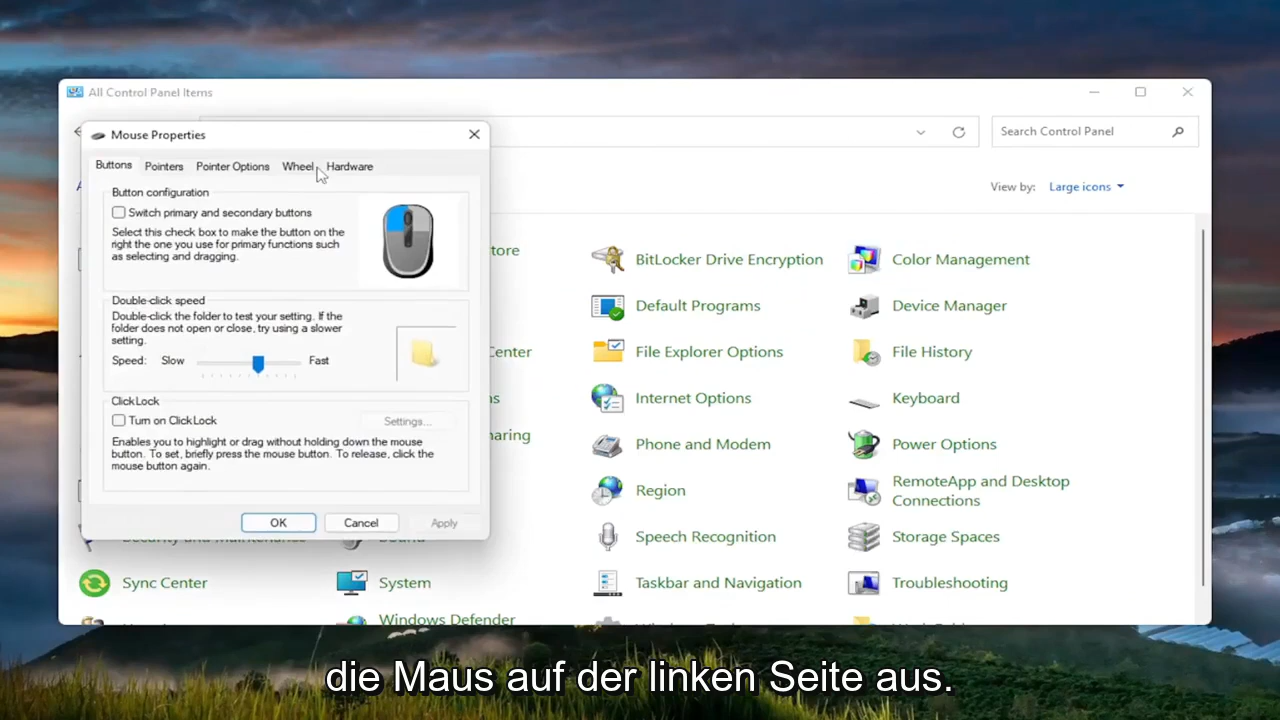 All Control Panel Items
Mouse Properties
Search Control Panel
Buttons Pointers Pointer Options Wheel Hardware
View by: Large icons
Button configuration
Switch primary and secondary buttons
Select this check box to make the button on the
right the one you use for primary functions such
as selecting and dragging.
Double-click speed
Double-click the folder to test your setting. If the
folder does not open or close, try using a slower
setting.
Speed: Slow Fast
ClickLock
Turn on ClickLock Settings...
Enables you to highlight or drag without holding down the mouse
button. To set, briefly press the mouse button. To release, click the
mouse button again.
OK Cancel Apply
BitLocker Drive Encryption
Color Management
Default Programs
Device Manager
Center
File Explorer Options
File History
Internet Options
Keyboard
Phone and Modem
Power Options
Region
RemoteApp and Desktop
Connections
Speech Recognition
Storage Spaces
Sync Center
System
Taskbar and Navigation
Troubleshooting
Windows Defender
die Maus auf der linken Seite aus.